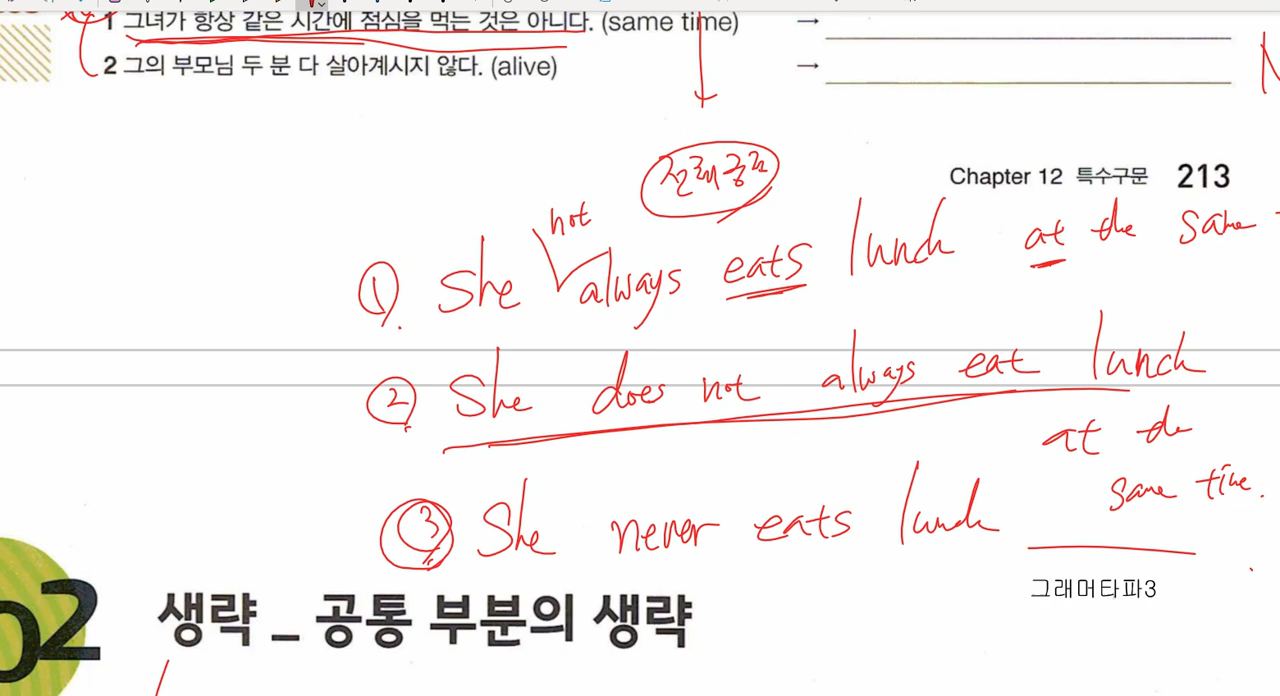 1 그녀가 항상 같은 시간에 점심을 먹는 것은 아니다. (same time) →
2 그의 부모님 두 분 다 살아계시지 않다. (alive) →
Chapter 12 특수구문 213
not
① She always eats lunch at the same
② She does not always eat lunch
at the
same time.
③ She never eats lunch
그래머타파3
02 생략 _ 공통 부분의 생략